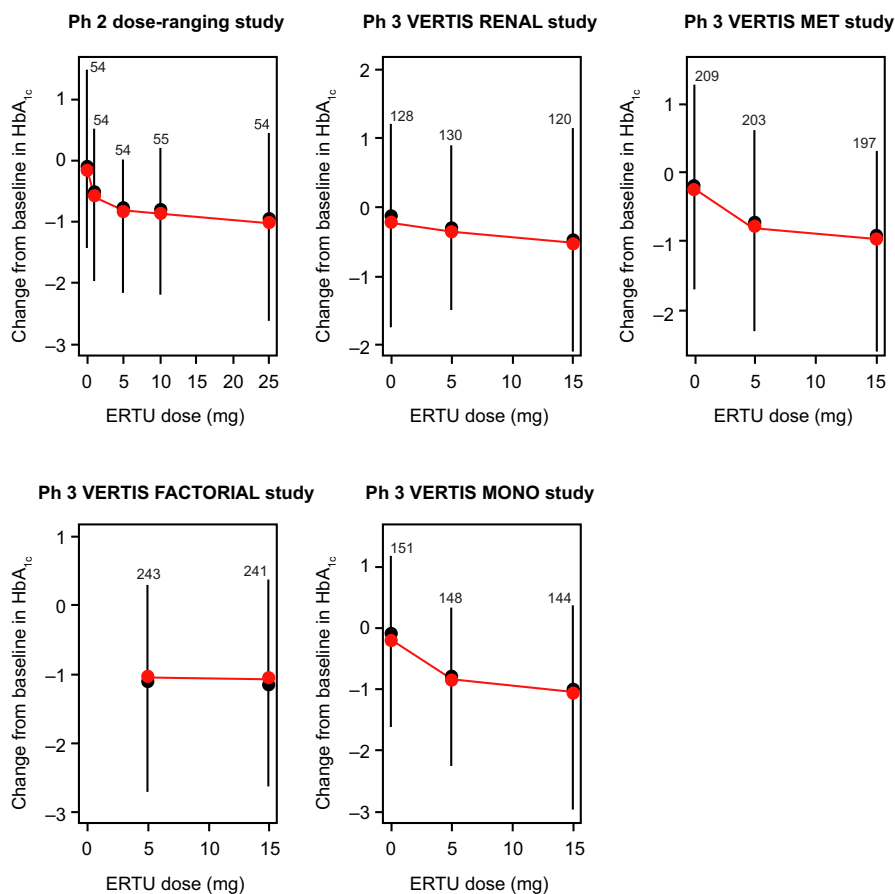 Ph 2 dose-ranging study
Change from baseline in HbA1c
1
0
–1
–2
–3
54
54
54
55
54
0 5 10 15 20 25
ERTU dose (mg)
Ph 3 VERTIS RENAL study
Change from baseline in HbA1c
2
1
0
–1
–2
128
130
120
0 5 10 15
ERTU dose (mg)
Ph 3 VERTIS MET study
Change from baseline in HbA1c
1
0
–1
–2
209
203
197
0 5 10 15
ERTU dose (mg)
Ph 3 VERTIS FACTORIAL study
Change from baseline in HbA1c
1
0
–1
–2
–3
243
241
0 5 10 15
ERTU dose (mg)
Ph 3 VERTIS MONO study
Change from baseline in HbA1c
1
0
–1
–2
–3
151
148
144
0 5 10 15
ERTU dose (mg)